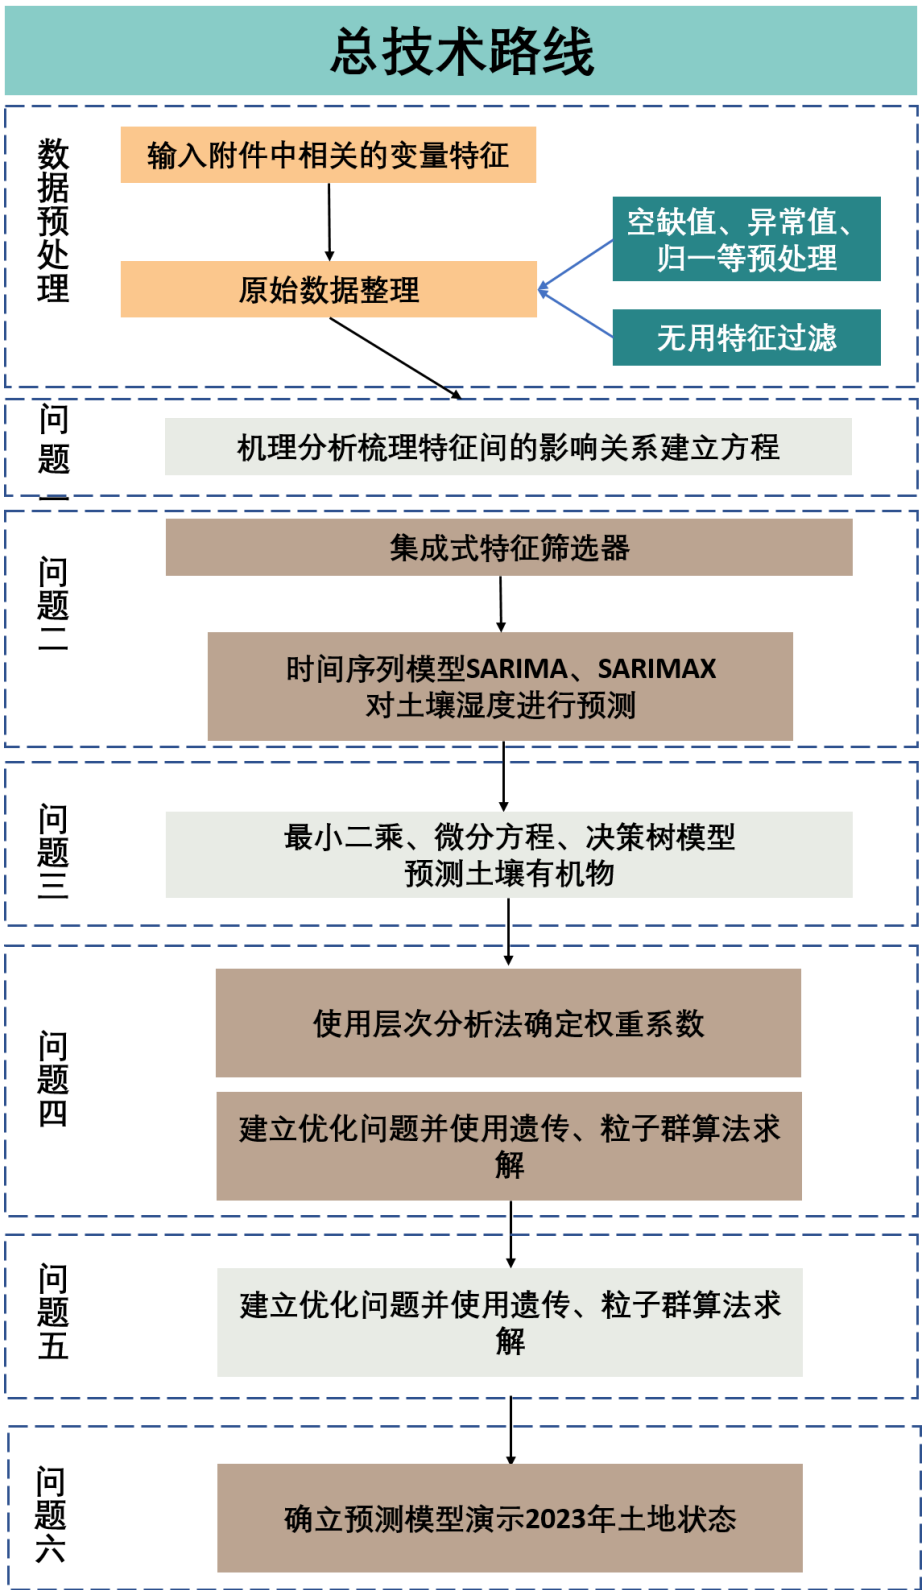 总技术路线
数据预处理
输入附件中相关的变量特征
空缺值、异常值、
归一等预处理
原始数据整理
无用特征过滤
问题一
机理分析梳理特征间的影响关系建立方程
问题二
集成式特征筛选器
时间序列模型SARIMA、SARIMAX
对土壤湿度进行预测
问题三
最小二乘、微分方程、决策树模型
预测土壤有机物
问题四
使用层次分析法确定权重系数
建立优化问题并使用遗传、粒子群算法求
解
问题五
建立优化问题并使用遗传、粒子群算法求
解
问题六
确立预测模型演示2023年土地状态